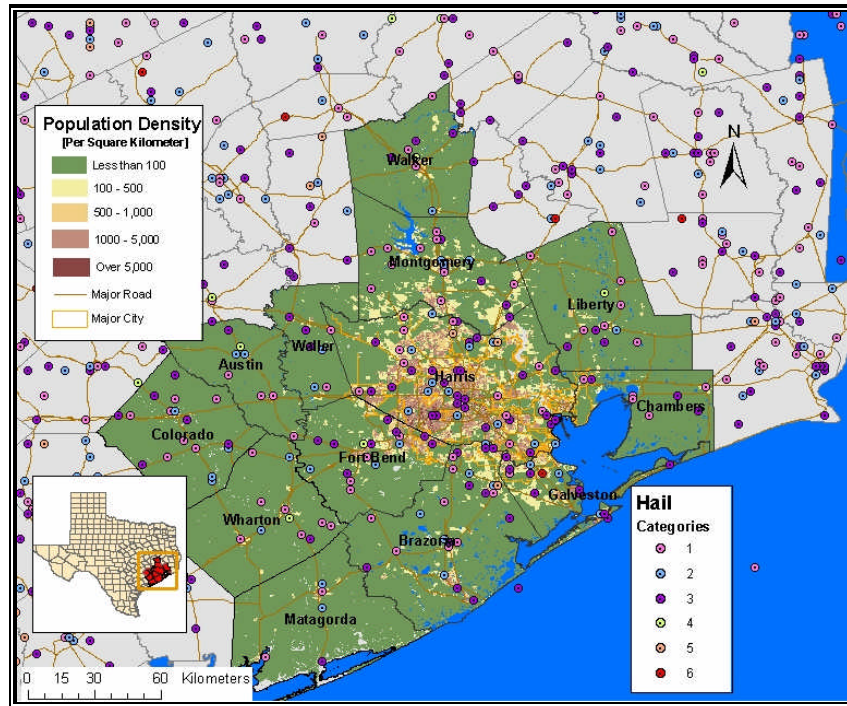 Population Density
[Per Square Kilometer]
Less than 100
100 - 500
500 - 1,000
1000 - 5,000
Over 5,000
Major Road
Major City
N
Walker
Montgomery
Liberty
Waller
Austin
Harris
Chambers
Colorado
Fort Bend
Galveston
Wharton
Brazoria
Matagorda
Hail
Categories
1
2
3
4
5
6
0 15 30 60 Kilometers